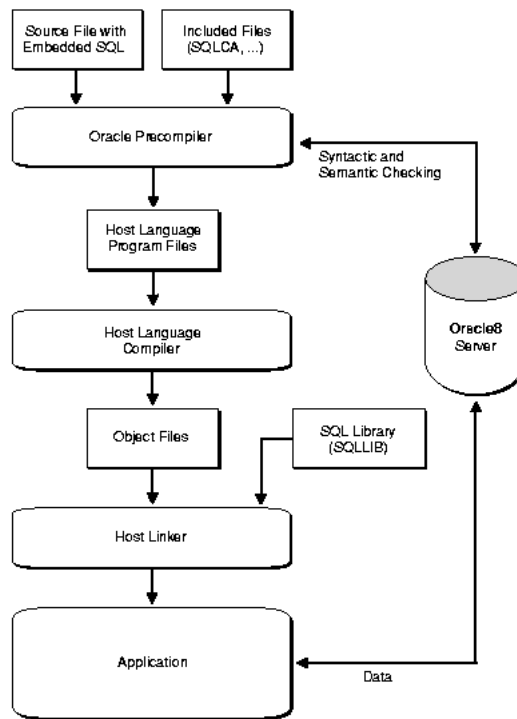 Source File with
Embedded SQL
Included Files
(SQLCA, ...)
Oracle Precompiler
Syntactic and
Semantic Checking
Host Language
Program Files
Oracle8
Server
Host Language
Compiler
Object Files
SQL Library
(SQLLIB)
Host Linker
Application
Data